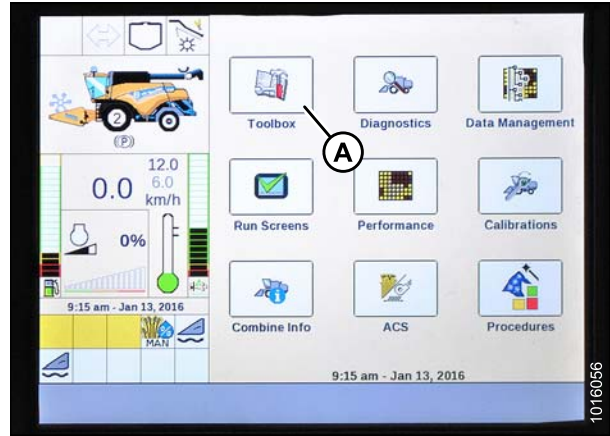 2
(P)
12.0
0.0 6.0
km/h
0%
9:15 am - Jan 13, 2016
MAN
%
Toolbox
Diagnostics
Data Management
A
Run Screens
Performance
Calibrations
Combine Info
ACS
Procedures
9:15 am - Jan 13, 2016
1016056